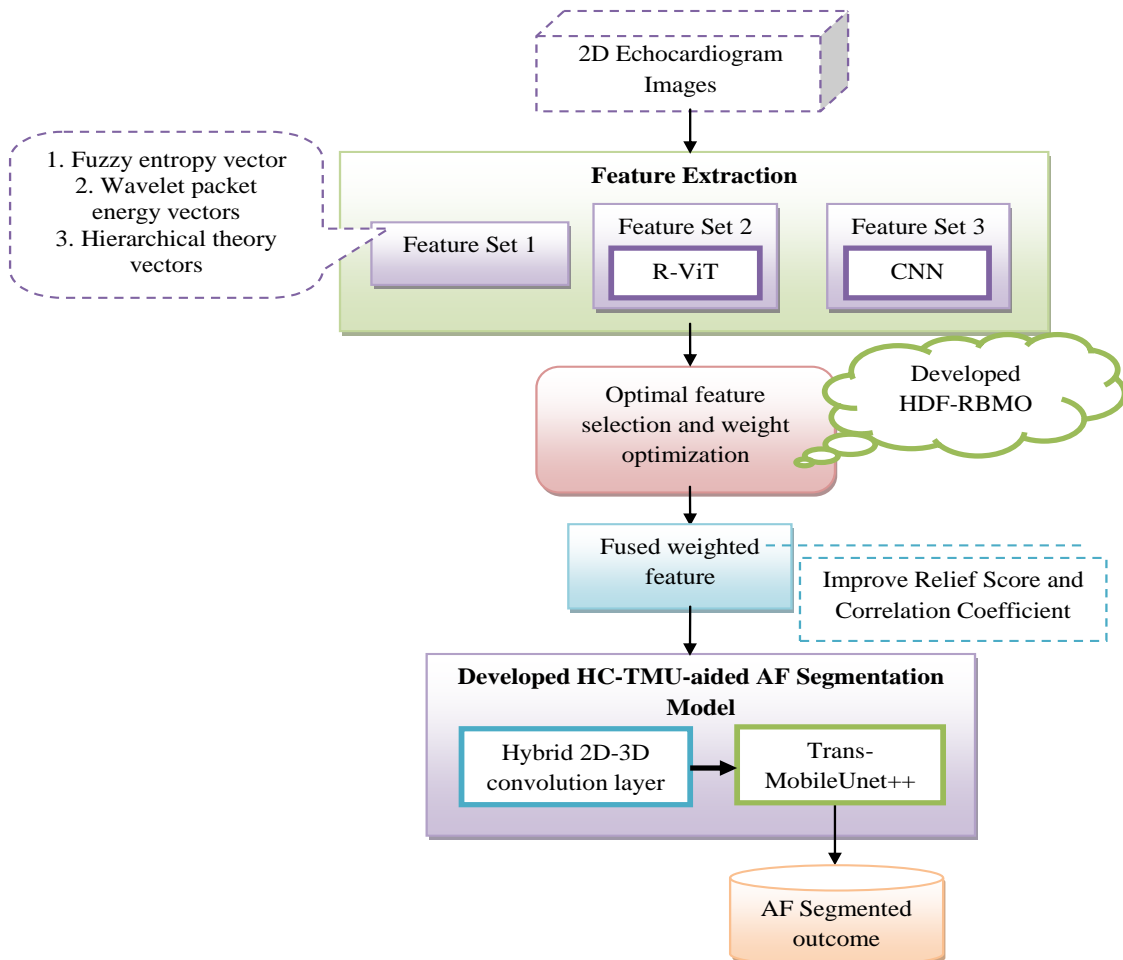 2D Echocardiogram
Images
1. Fuzzy entropy vector
2. Wavelet packet
energy vectors
3. Hierarchical theory
vectors
Feature Extraction
Feature Set 1
Feature Set 2
R-ViT
Feature Set 3
CNN
Optimal feature
selection and weight
optimization
Developed
HDF-RBMO
Fused weighted
feature
Improve Relief Score and
Correlation Coefficient
Developed HC-TMU-aided AF Segmentation
Model
Hybrid 2D-3D
convolution layer
Trans-
MobileUnet++
AF Segmented
outcome